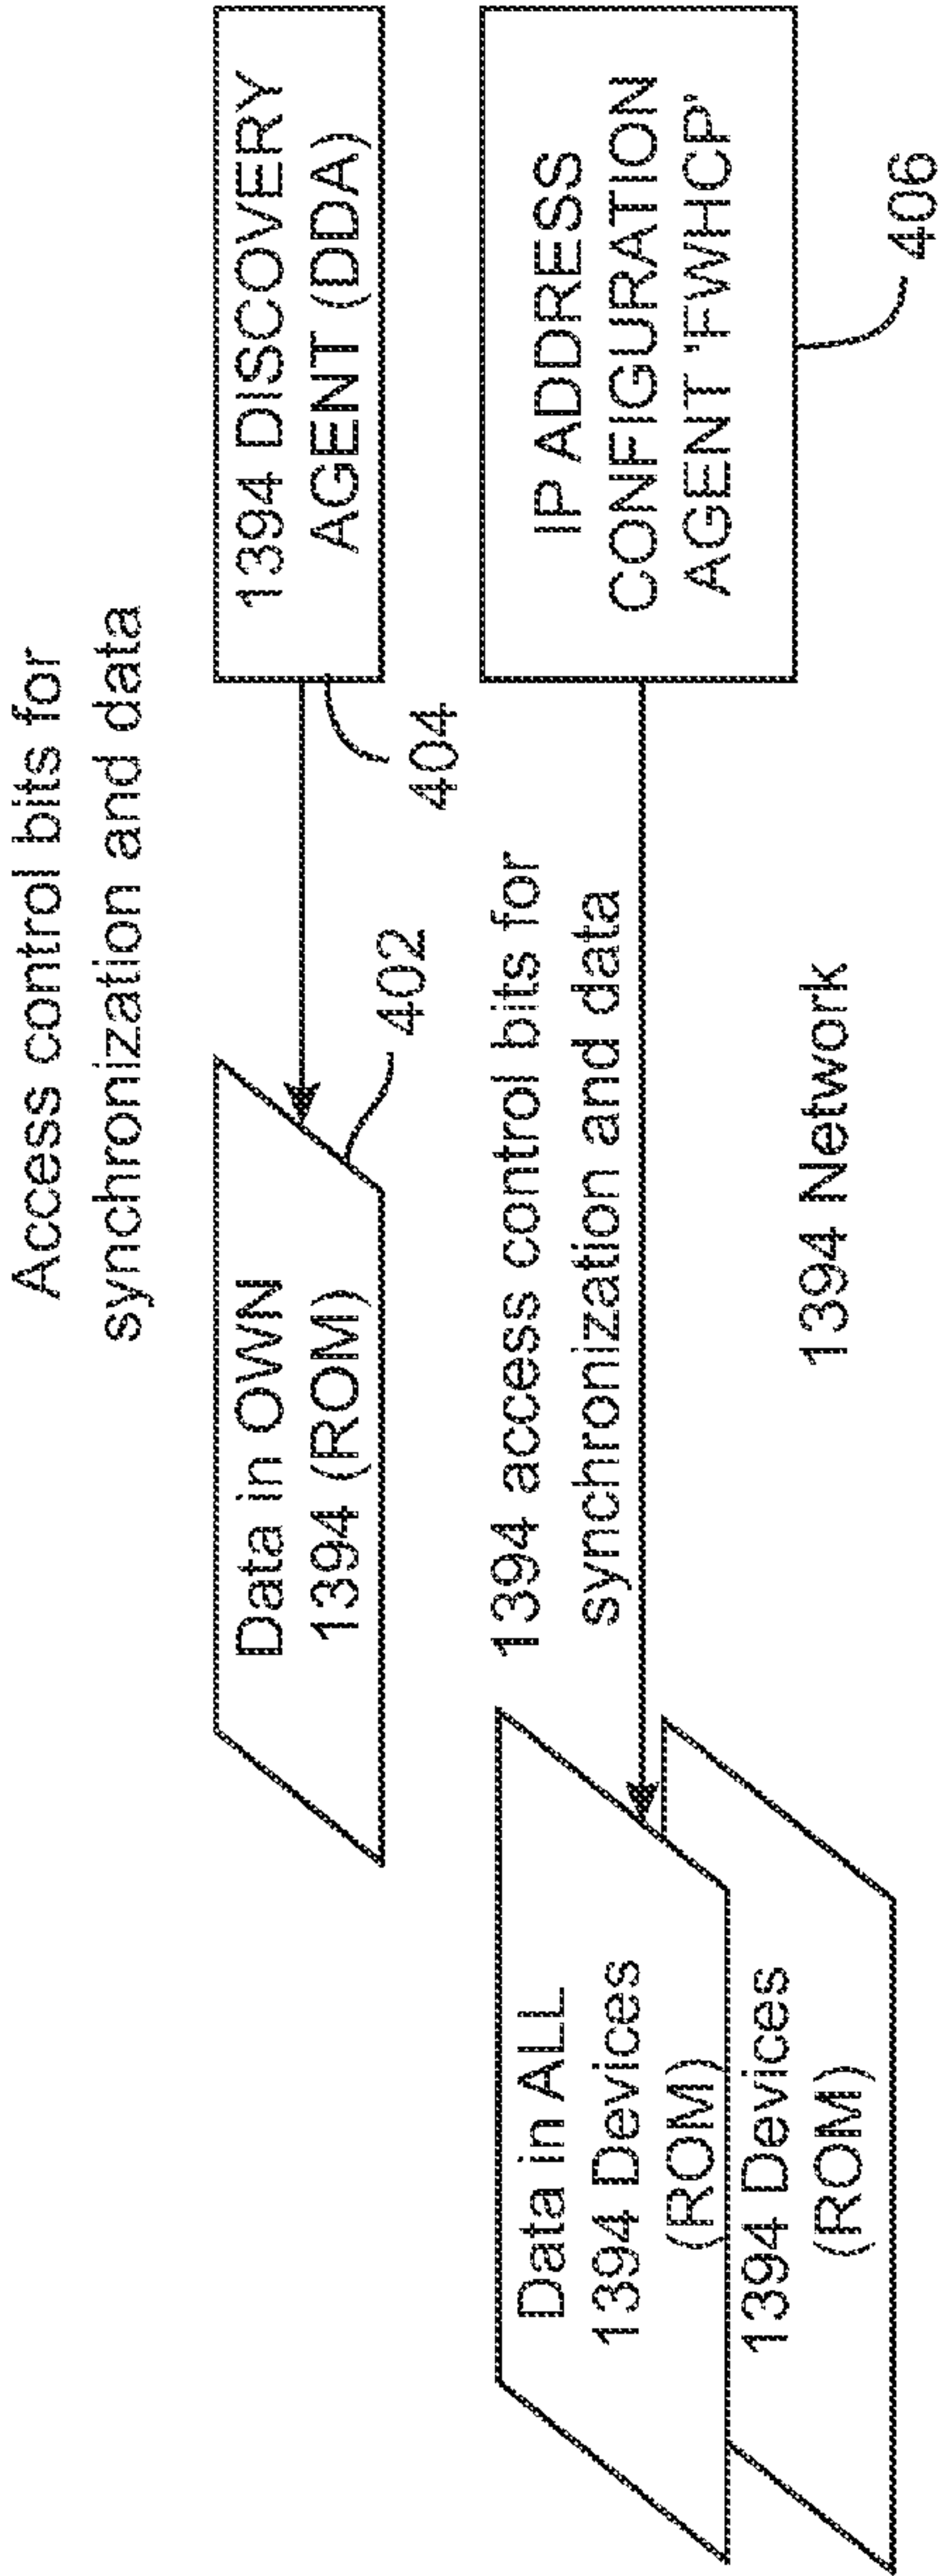 Access control bits for
synchronization and data
Data in OWN
1394 (ROM)
402
404
1394 DISCOVERY
AGENT (DDA)
1394 access control bits for
synchronization and data
Data in ALL
1394 Devices
(ROM)
1394 Devices
(ROM)
1394 Network
IP ADDRESS
CONFIGURATION
AGENT 'FWHCP'
406